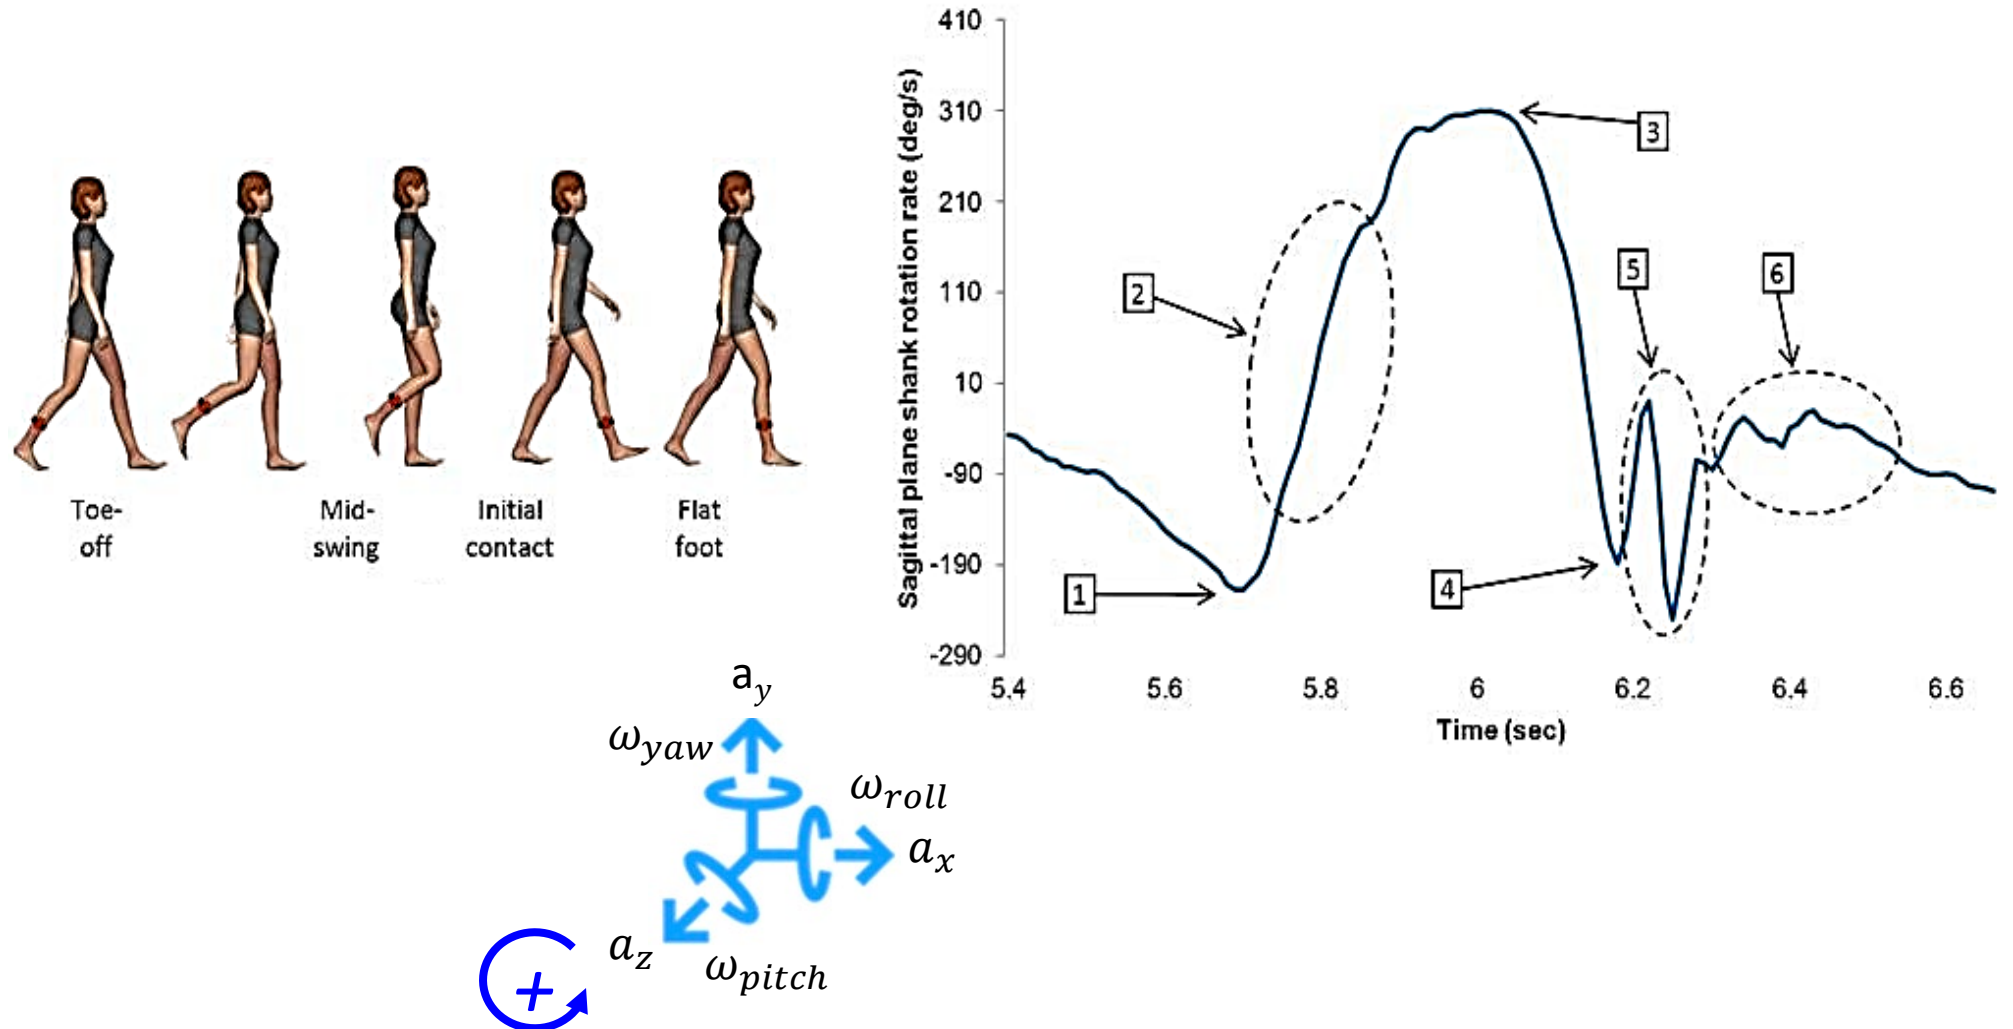 Toe-
off
Mid-
swing
Initial
contact
Flat
foot
Sagittal plane shank rotation rate (deg/s)
410
310
210
110
10
-90
-190
-290
5.4
5.6
5.8
6
6.2
6.4
6.6
Time (sec)
1
2
3
4
5
6
a_y
ω_yaw
ω_roll
a_x
a_z
ω_pitch
+